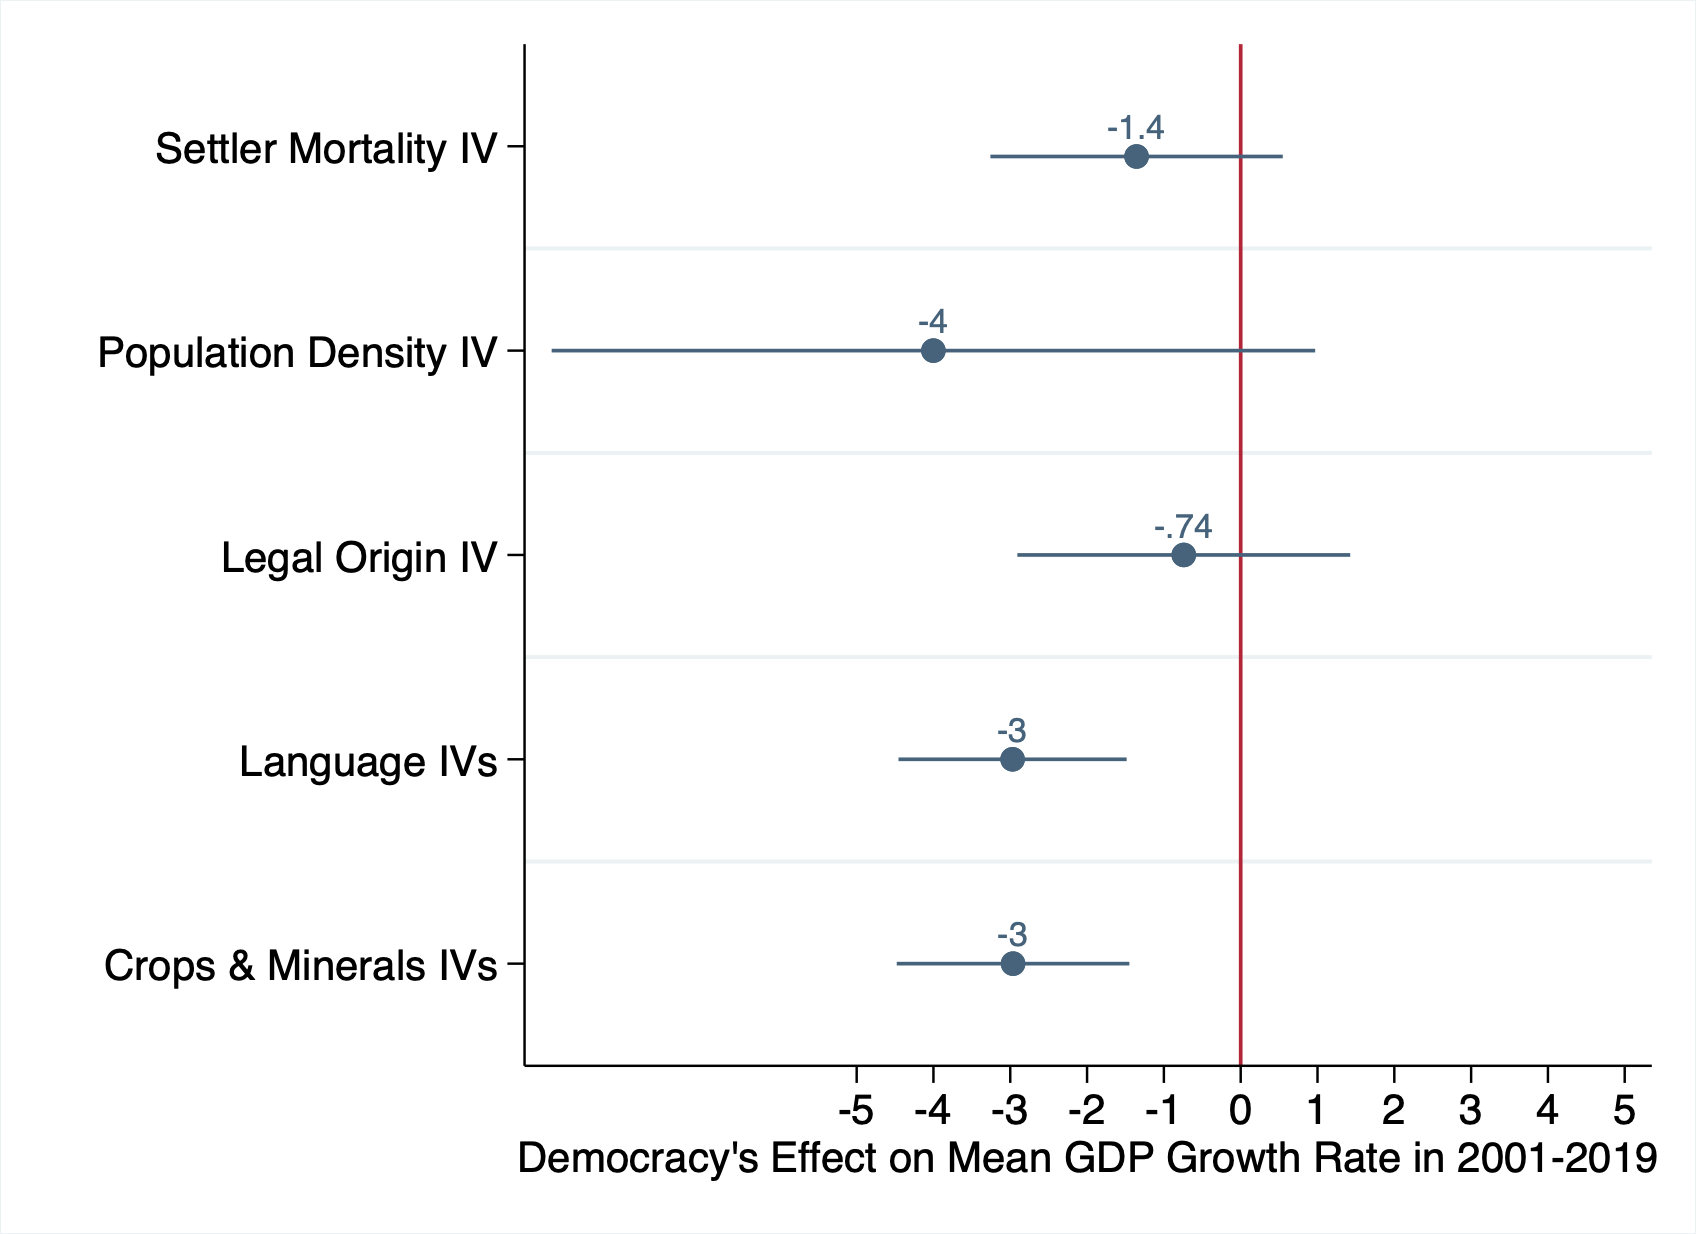 Settler Mortality IV
-1.4
Population Density IV
-4
Legal Origin IV
-.74
Language IVs
-3
Crops & Minerals IVs
-3
-5 -4 -3 -2 -1 0 1 2 3 4 5
Democracy's Effect on Mean GDP Growth Rate in 2001-2019